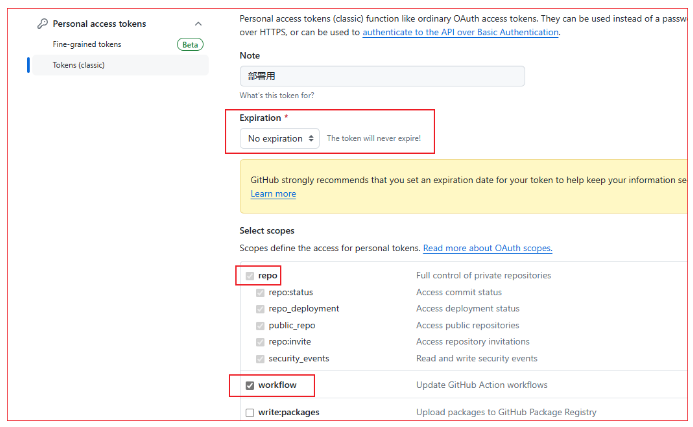 Personal access tokens
Personal access tokens (classic) function like ordinary OAuth access tokens. They can be used instead of a
over HTTPS, or can be used to authenticate to the API over Basic Authentication.
Fine-grained tokens Beta
Tokens (classic)
Note
部署用
What's this token for?
Expiration *
No expiration The token will never expire!
GitHub strongly recommends that you set an expiration date for your token to help keep your information
Learn more
Select scopes
Scopes define the access for personal tokens. Read more about OAuth scopes.
repo Full control of private repositories
repo:status Access commit status
repo_deployment Access deployment status
public_repo Access public repositories
repo:invite Access repository invitations
security_events Read and write security events
workflow Update GitHub Action workflows
write:packages Upload packages to GitHub Package Registry